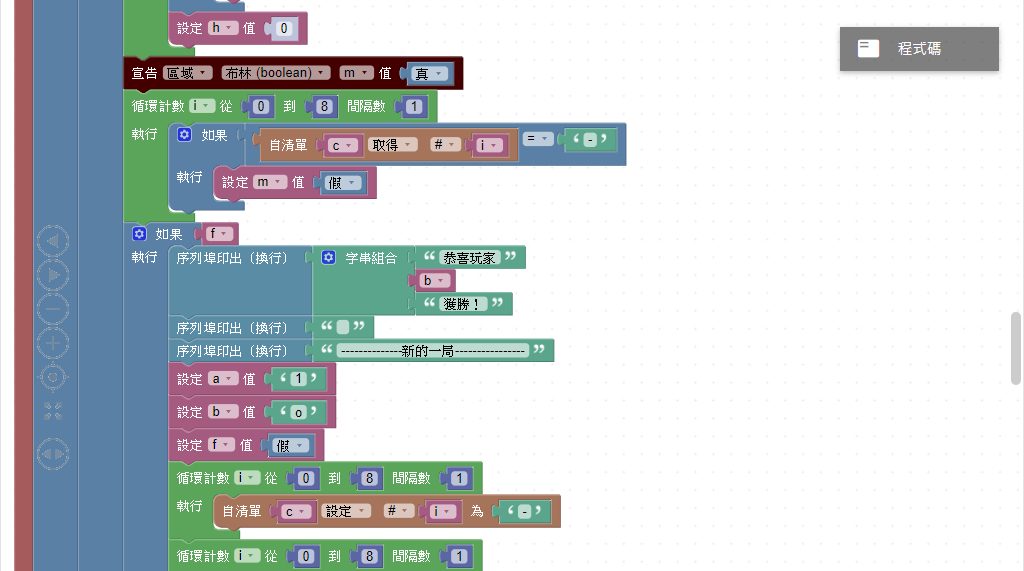 設定 h 值 0
程式碼
宣告 區域 布林 (boolean) m 值 真
循環計數 i 從 0 到 8 間隔數 1
執行 如果 自清單 c 取得 # i = “ - ”
執行 設定 m 值 假
如果 f
執行 序列埠印出（換行） 字串組合 “ 恭喜玩家 ”
b
“ 獲勝！ ”
序列埠印出（換行） “ ”
序列埠印出（換行） “ --------------新的一局---------------- ”
設定 a 值 ‘ 1 ’
設定 b 值 ‘ o ’
設定 f 值 假
循環計數 i 從 0 到 8 間隔數 1
執行 自清單 c 設定 # i 為 ‘ - ’
循環計數 i 從 0 到 8 間隔數 1